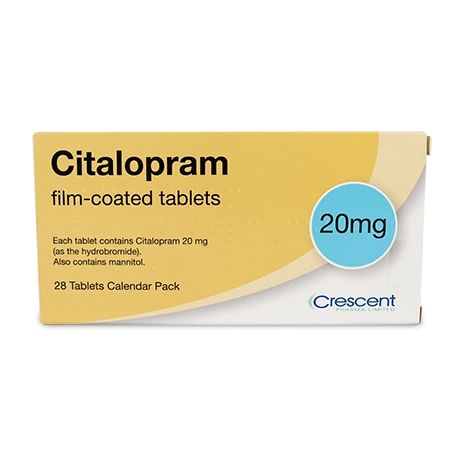 Citalopram
film-coated tablets
20mg
Each tablet contains Citalopram 20 mg
(as the hydrobromide).
Also contains mannitol.
28 Tablets Calendar Pack
Crescent
PHARMA LIMITED